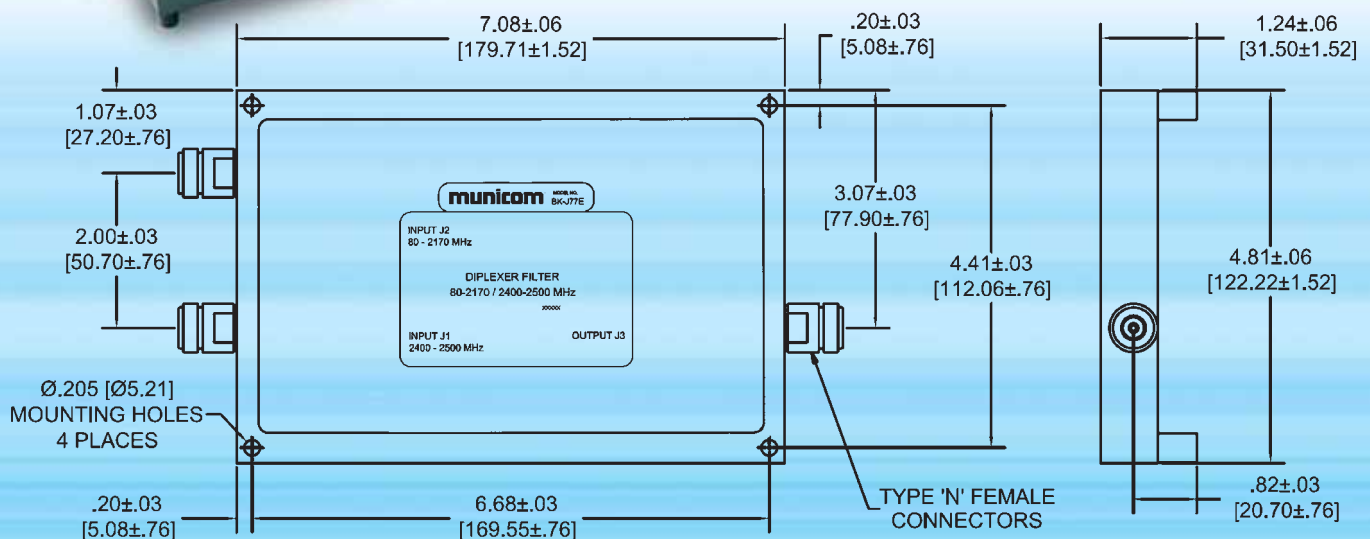 7.08±.06
[179.71±1.52]
.20±.03
[5.08±.76]
1.24±.06
[31.50±1.52]
1.07±.03
[27.20±.76]
municom MODEL NO.
BK-J77E
3.07±.03
[77.90±.76]
2.00±.03
[50.70±.76]
INPUT J2
80 - 2170 MHz
DIPLEXER FILTER
80-2170 / 2400-2500 MHz
xxxxx
4.41±.03
[112.06±.76]
4.81±.06
[122.22±1.52]
INPUT J1
2400 - 2500 MHz
OUTPUT J3
Ø.205 [Ø5.21]
MOUNTING HOLES
4 PLACES
.20±.03
[5.08±.76]
6.68±.03
[169.55±.76]
TYPE 'N' FEMALE
CONNECTORS
.82±.03
[20.70±.76]